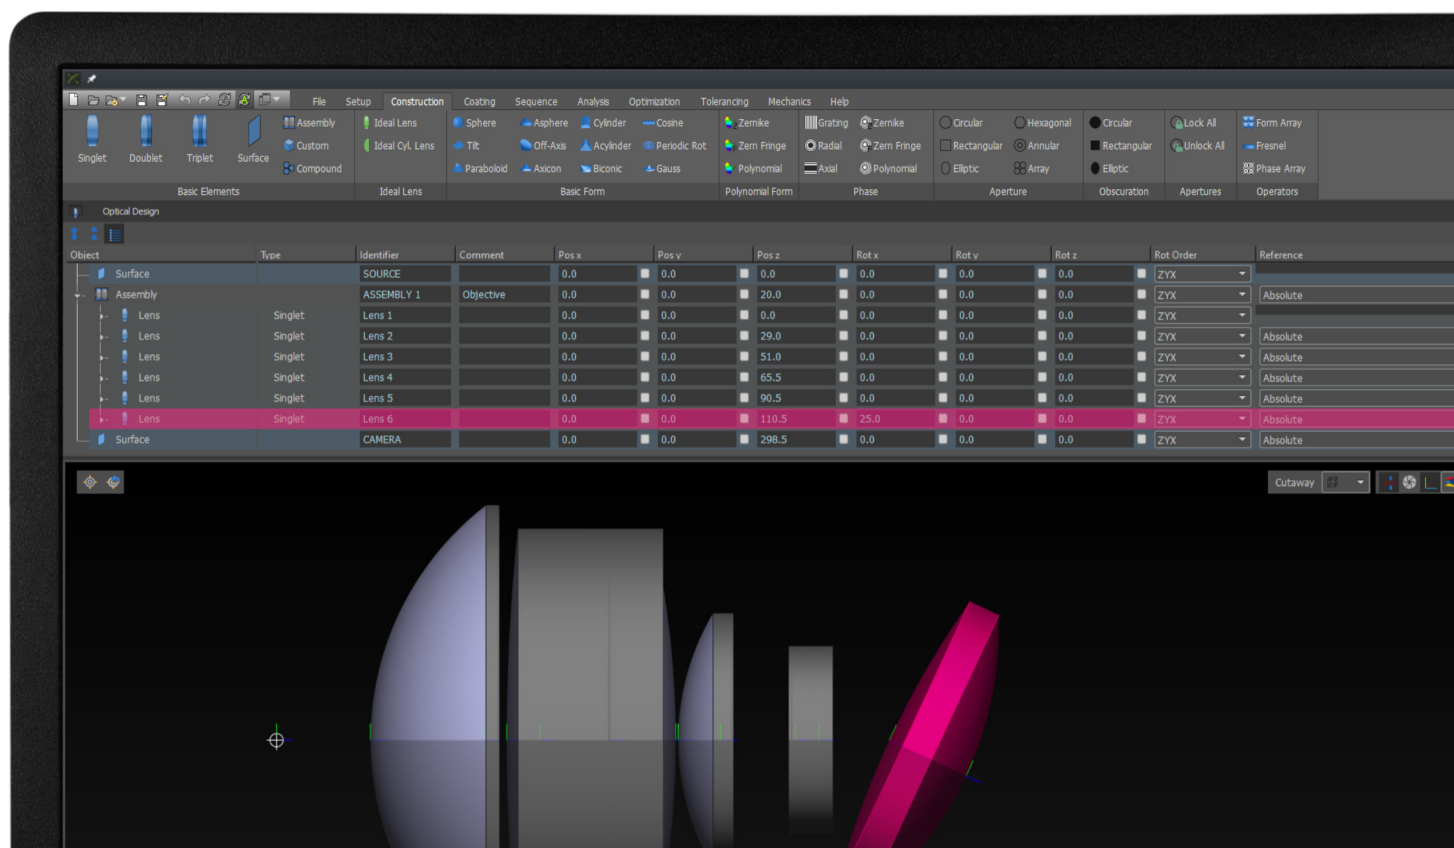 File Setup Construction Coating Sequence Analysis Optimization Tolerancing Mechanics Help
Assembly Ideal Lens Sphere Asphere Cylinder Cosine Zernike Grating Zernike Circular Hexagonal Circular Lock All Form Array
Custom Ideal Cyl. Lens Tilt Off-Axis Acylinder Periodic Rot Zern Fringe Radial Zern Fringe Rectangular Annular Rectangular Unlock All Fresnel
Singlet Doublet Triplet Surface Compound Paraboloid Axicon Biconic Gauss Polynomial Axial Polynomial Elliptic Array Elliptic Phase Array
Basic Elements Ideal Lens Basic Form Polynomial Form Phase Aperture Obscuration Apertures Operators
Optical Design
Object Type Identifier Comment Pos x Pos y Pos z Rot x Rot y Rot z Rot Order Reference
Surface SOURCE 0.0 0.0 0.0 0.0 0.0 0.0 ZYX
Assembly ASSEMBLY 1 Objective 0.0 0.0 20.0 0.0 0.0 0.0 ZYX Absolute
Lens Singlet Lens 1 0.0 0.0 0.0 0.0 0.0 0.0 ZYX
Lens Singlet Lens 2 0.0 0.0 29.0 0.0 0.0 0.0 ZYX Absolute
Lens Singlet Lens 3 0.0 0.0 51.0 0.0 0.0 0.0 ZYX Absolute
Lens Singlet Lens 4 0.0 0.0 65.5 0.0 0.0 0.0 ZYX Absolute
Lens Singlet Lens 5 0.0 0.0 90.5 0.0 0.0 0.0 ZYX Absolute
Lens Singlet Lens 6 0.0 0.0 110.5 25.0 0.0 0.0 ZYX Absolute
Surface CAMERA 0.0 0.0 298.5 0.0 0.0 0.0 ZYX Absolute
Cutaway